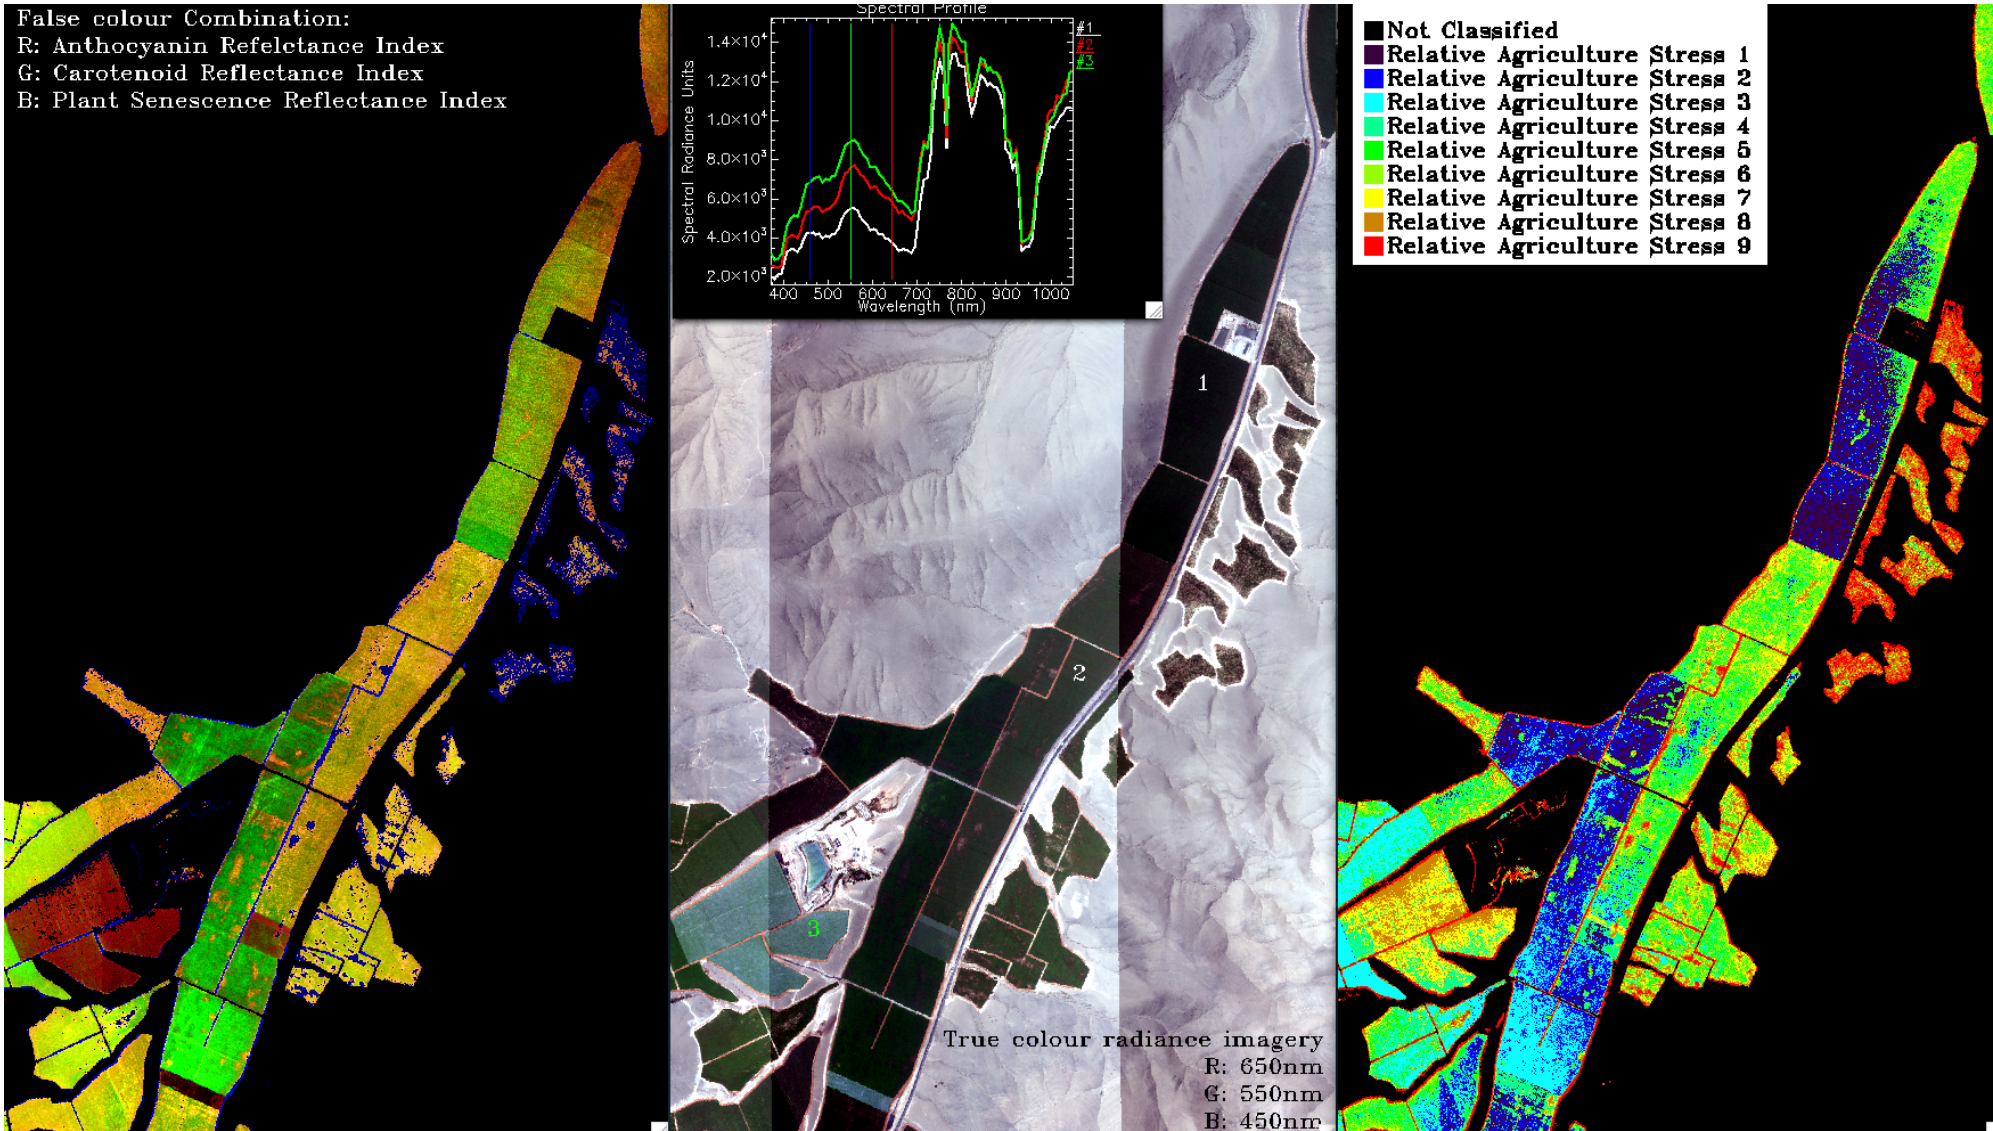 False colour Combination:
R: Anthocyanin Refelctance Index
G: Carotenoid Reflectance Index
B: Plant Senescence Reflectance Index
Spectral Profile
#1
#2
#3
Spectral Radiance Units
1.4×10⁴
1.2×10⁴
1.0×10⁴
8.0×10³
6.0×10³
4.0×10³
2.0×10³
400 500 600 700 800 900 1000
Wavelength (nm)
1
2
3
True colour radiance imagery
R: 650nm
G: 550nm
B: 450nm
Not Classified
Relative Agriculture Stress 1
Relative Agriculture Stress 2
Relative Agriculture Stress 3
Relative Agriculture Stress 4
Relative Agriculture Stress 5
Relative Agriculture Stress 6
Relative Agriculture Stress 7
Relative Agriculture Stress 8
Relative Agriculture Stress 9